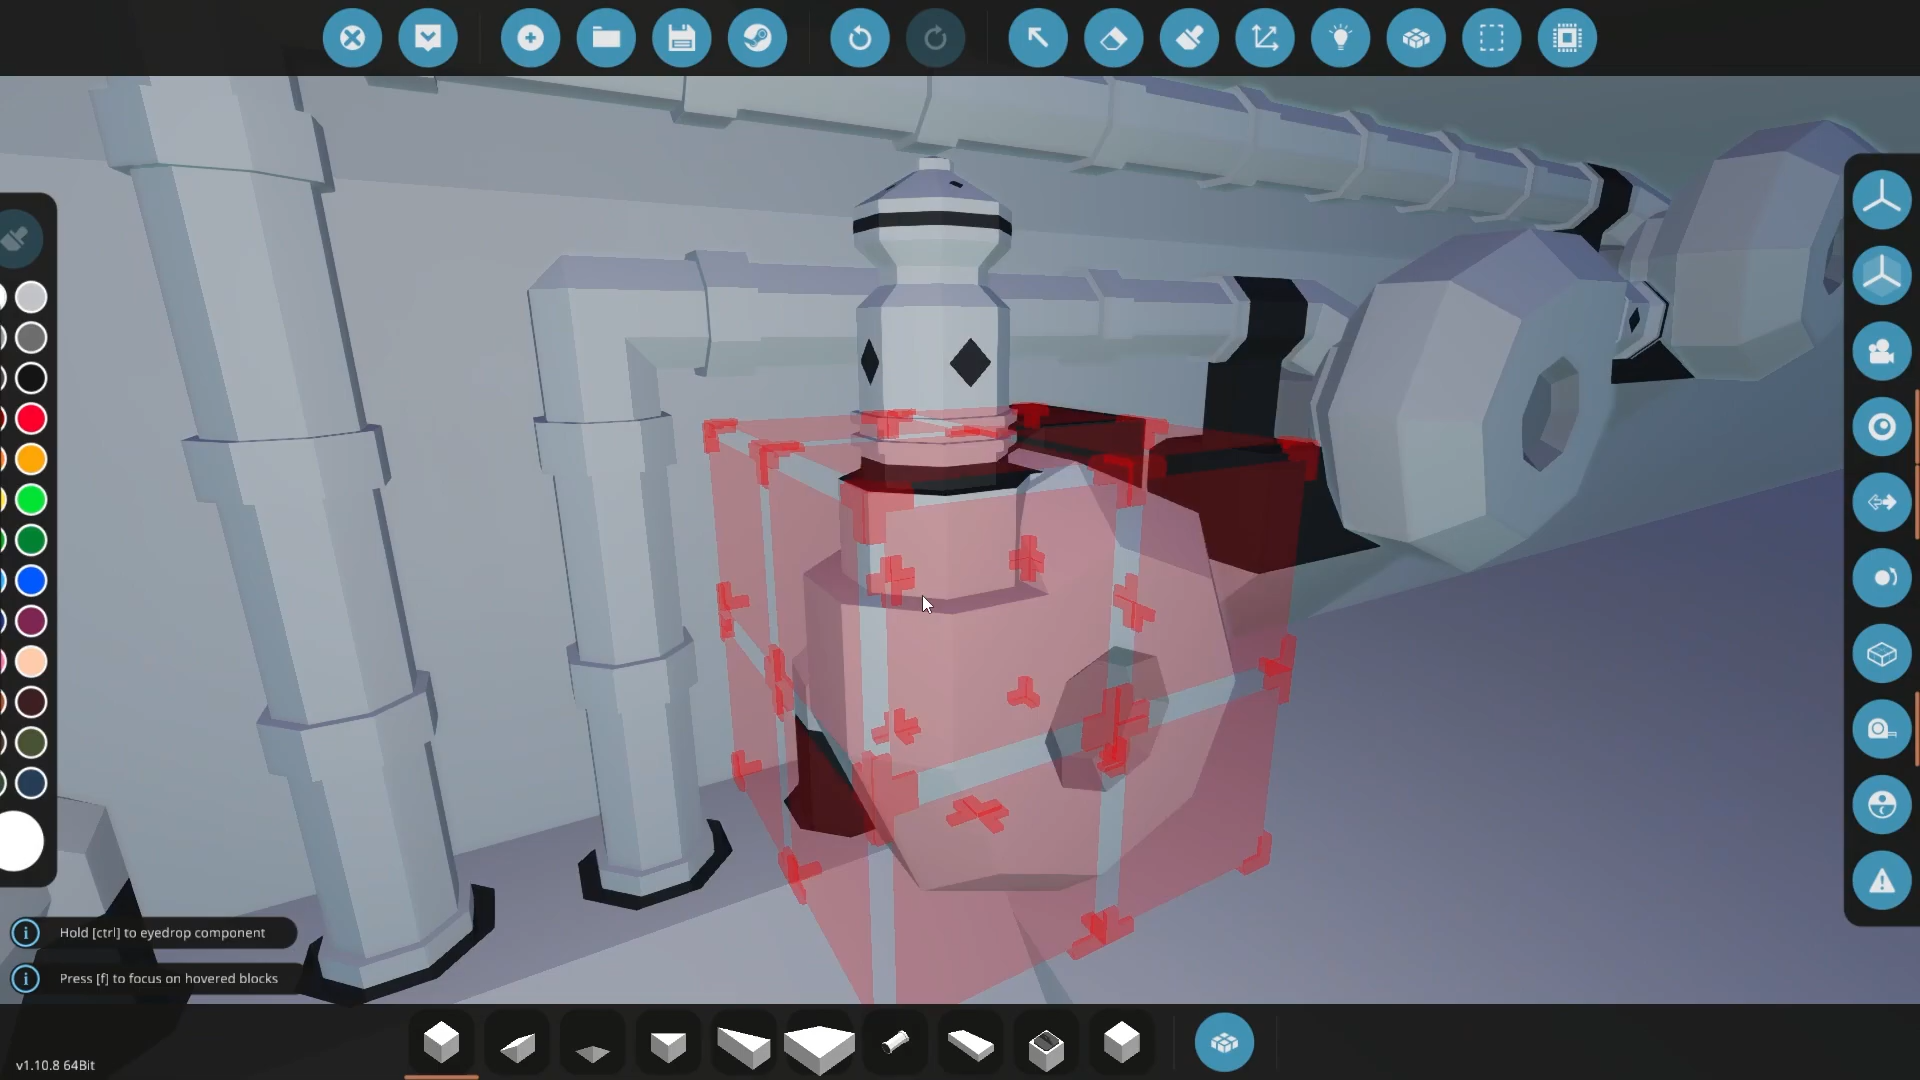 Hold [ctrl] to eyedrop component
Press [f] to focus on hovered blocks
v1.10.8 64Bit